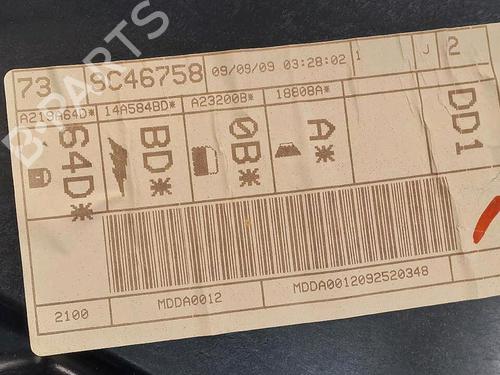 B-PARTS
73 9C46758 09/09/09 03:28:02 1 J 2
A219A64D* 14A584BD* A23200B* 18808A*
64D*
BD*
0B*
A*
DD1
2100 MDDA0012 MDDA0012092520348